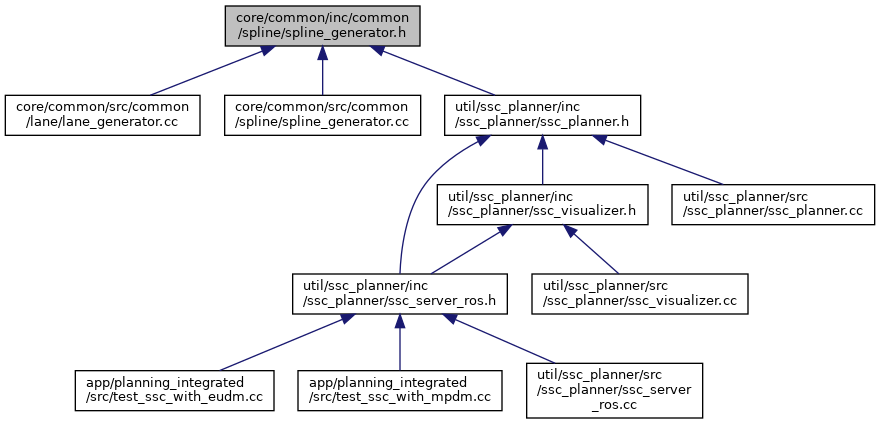 core/common/inc/common
/spline/spline_generator.h
core/common/src/common
/lane/lane_generator.cc
core/common/src/common
/spline/spline_generator.cc
util/ssc_planner/inc
/ssc_planner/ssc_planner.h
util/ssc_planner/inc
/ssc_planner/ssc_visualizer.h
util/ssc_planner/src
/ssc_planner/ssc_planner.cc
util/ssc_planner/inc
/ssc_planner/ssc_server_ros.h
util/ssc_planner/src
/ssc_planner/ssc_visualizer.cc
app/planning_integrated
/src/test_ssc_with_eudm.cc
app/planning_integrated
/src/test_ssc_with_mpdm.cc
util/ssc_planner/src
/ssc_planner/ssc_server
_ros.cc